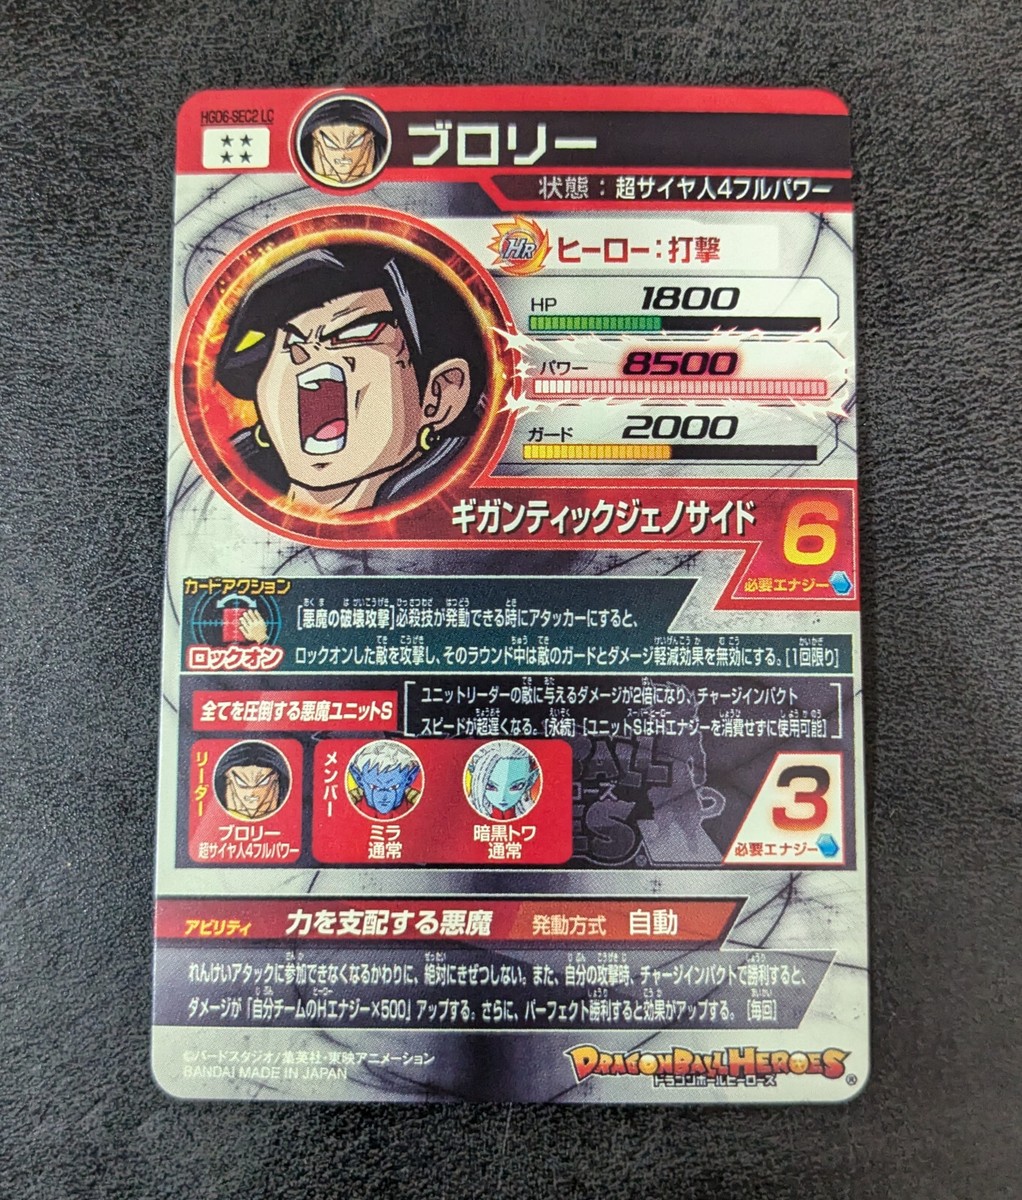 HGD6-SEC2 LC
★★
★★
ブロリー
状態：超サイヤ人4フルパワー
HR ヒーロー：打撃
HP 1800
パワー 8500
ガード 2000
ギガンティックジェノサイド 6
必要エナジー
カードアクション
ロックオン
[悪魔の破壊攻撃]必殺技が発動できる時にアタッカーにすると、
ロックオンした敵を攻撃し、そのラウンド中は敵のガードとダメージ軽減効果を無効にする。[1回限り]
全てを圧倒する悪魔ユニットS
ユニットリーダーの敵に与えるダメージが2倍になり、チャージインパクト
スピードが超遅くなる。[永続] [ユニットSはHエナジーを消費せずに使用可能]
リーダー
ブロリー
超サイヤ人4フルパワー
メンバー
ミラ
通常
暗黒トワ
通常
3
必要エナジー
アビリティ 力を支配する悪魔 発動方式 自動
れんけいアタックに参加できなくなるかわりに、絶対にきぜつしない。また、自分の攻撃時、チャージインパクトで勝利すると、
ダメージが「自分チームのHエナジー×500」アップする。さらに、パーフェクト勝利すると効果がアップする。[毎回]
©バードスタジオ/集英社・東映アニメーション
BANDAI MADE IN JAPAN
DRAGONBALL HEROES
ドラゴンボールヒーローズ
®